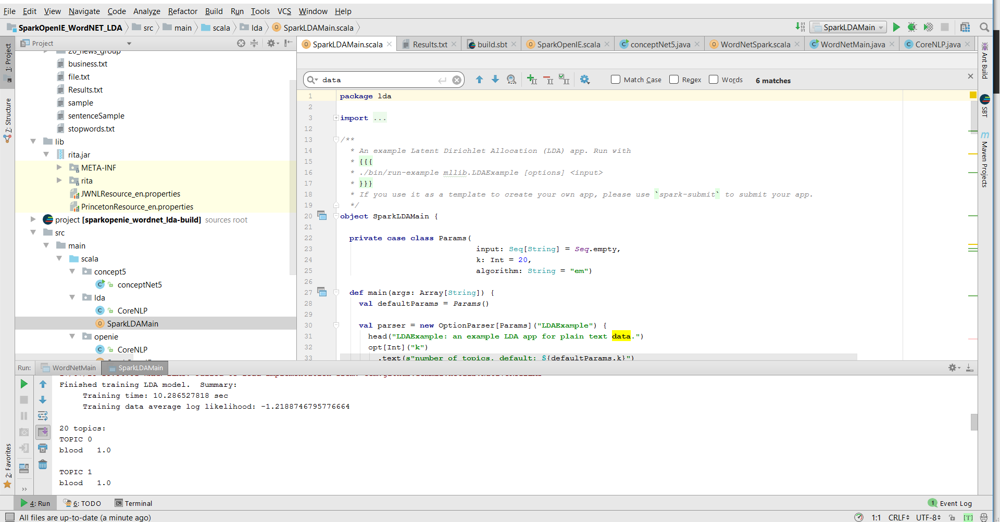 File Edit View Navigate Code Analyze Refactor Build Run Tools VCS Window Help
SparkOpenIE_WordNET_LDA src main scala lda SparkLDAMain.scala
SparkLDAMain
Project
SparkLDAMain.scala Results.txt build.sbt SparkOpenIE.scala conceptNet5.java WordNetSpark.scala WordNetMain.java CoreNLP.java
1: Project
Z: Structure
2: Favorites
Ant Build
SBT
Maven Projects
20_news_group
business.txt
file.txt
Results.txt
sample
sentenceSample
stopwords.txt
lib
rita.jar
META-INF
rita
JWNLResource_en.properties
PrincetonResource_en.properties
project [sparkopenie_wordnet_lda-build] sources root
src
main
scala
concept5
conceptNet5
lda
CoreNLP
SparkLDAMain
openie
CoreNLP
data Match Case Regex Words 6 matches
1 package lda
2
3 import ...
12
13 /**
14 * An example Latent Dirichlet Allocation (LDA) app. Run with
15 * {{{
16 * ./bin/run-example mllib.LDAExample [options] <input>
17 * }}}
18 * If you use it as a template to create your own app, please use `spark-submit` to submit your app.
19 */
20 object SparkLDAMain {
21
22 private case class Params(
23 input: Seq[String] = Seq.empty,
24 k: Int = 20,
25 algorithm: String = "em")
26
27 def main(args: Array[String]) {
28 val defaultParams = Params()
29
30 val parser = new OptionParser[Params]("LDAExample") {
31 head("LDAExample: an example LDA app for plain text data.")
32 opt[Int]("k")
33 .text(s"number of topics. default: ${defaultParams.k}")
Run: WordNetMain SparkLDAMain
Finished training LDA model. Summary:
Training time: 10.286527818 sec
Training data average log likelihood: -1.2188746795776664
20 topics:
TOPIC 0
blood 1.0
TOPIC 1
blood 1.0
4: Run 6: TODO Terminal 1 Event Log
All files are up-to-date (a minute ago) 1:1 CRLF UTF-8 [T]